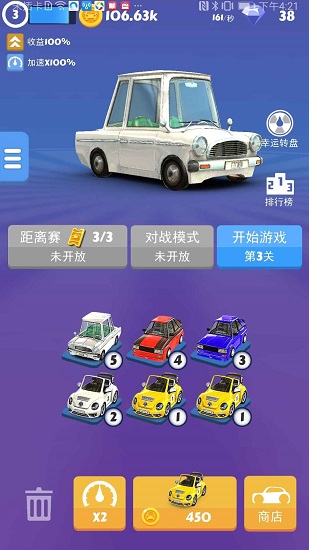 下午4:21
3
106.63k
161/秒
38
收益100%
加速X100%
幸运转盘
排行榜
距离赛 3/3
未开放
对战模式
未开放
开始游戏
第3关
5
4
3
2
1
1
X2
450
商店